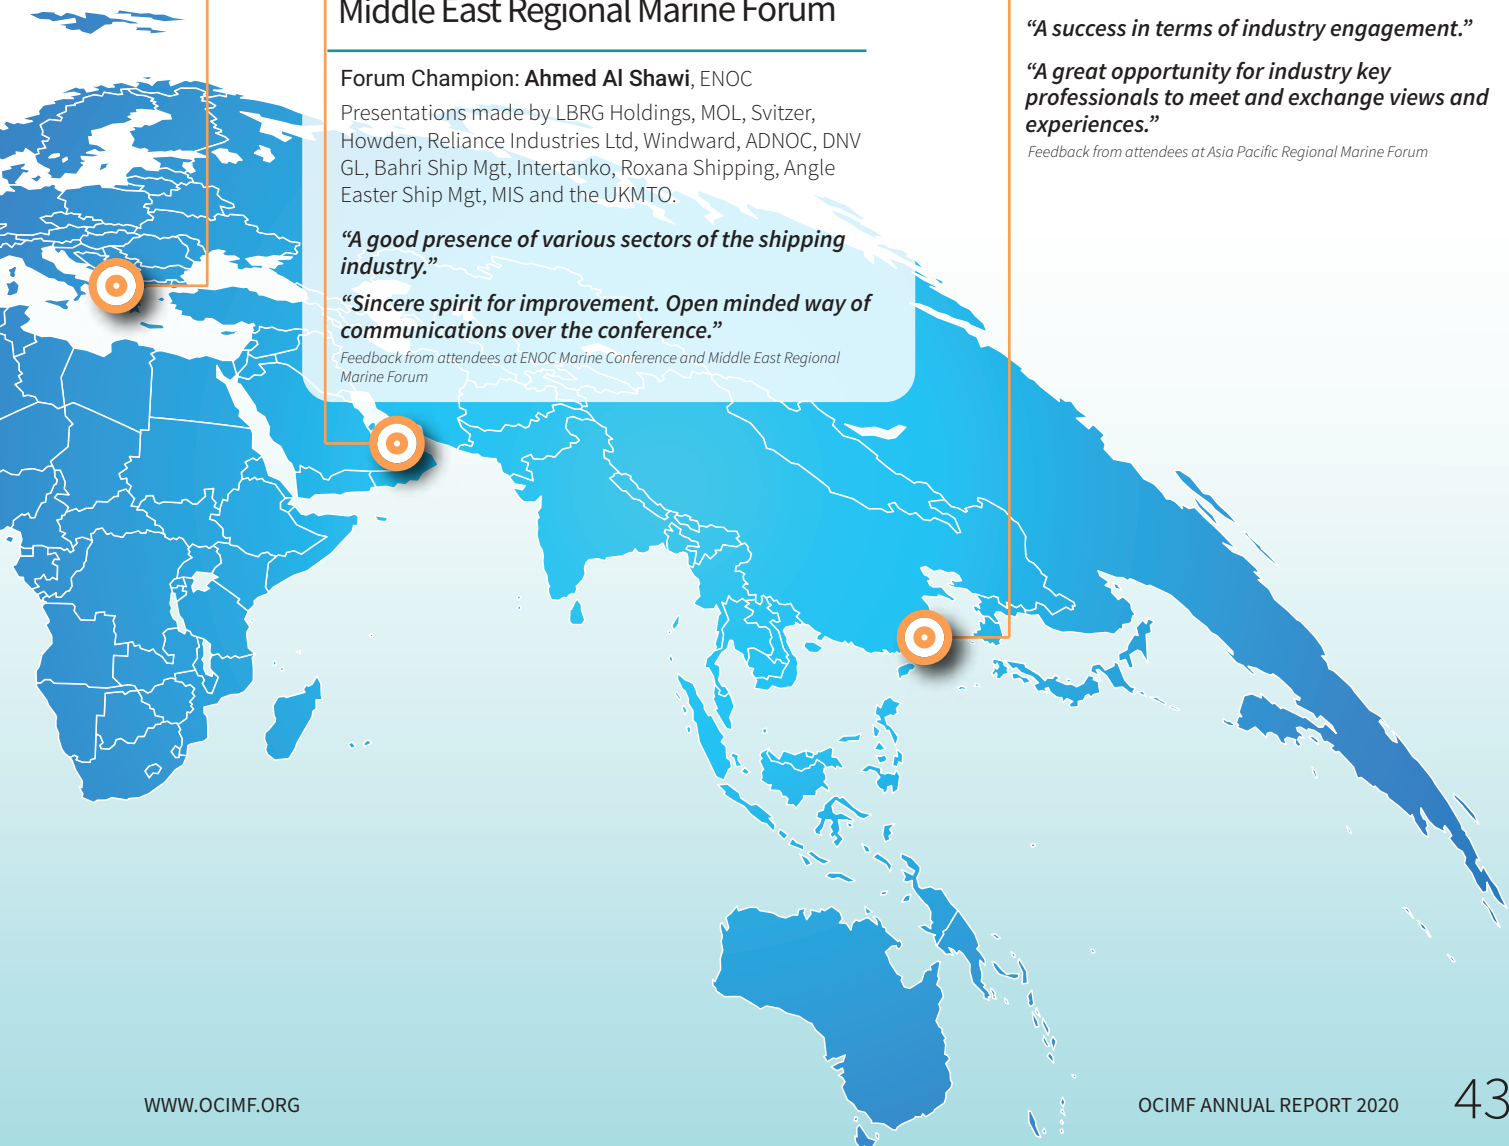 Middle East Regional Marine Forum
Forum Champion: Ahmed Al Shawi, ENOC
Presentations made by LBRG Holdings, MOL, Svitzer,
Howden, Reliance Industries Ltd, Windward, ADNOC, DNV
GL, Bahri Ship Mgt, Intertanko, Roxana Shipping, Angle
Easter Ship Mgt, MIS and the UKMTO.
“A good presence of various sectors of the shipping
industry.”
“Sincere spirit for improvement. Open minded way of
communications over the conference.”
Feedback from attendees at ENOC Marine Conference and Middle East Regional
Marine Forum
“A success in terms of industry engagement.”
“A great opportunity for industry key
professionals to meet and exchange views and
experiences.”
Feedback from attendees at Asia Pacific Regional Marine Forum
WWW.OCIMF.ORG
OCIMF ANNUAL REPORT 2020
43